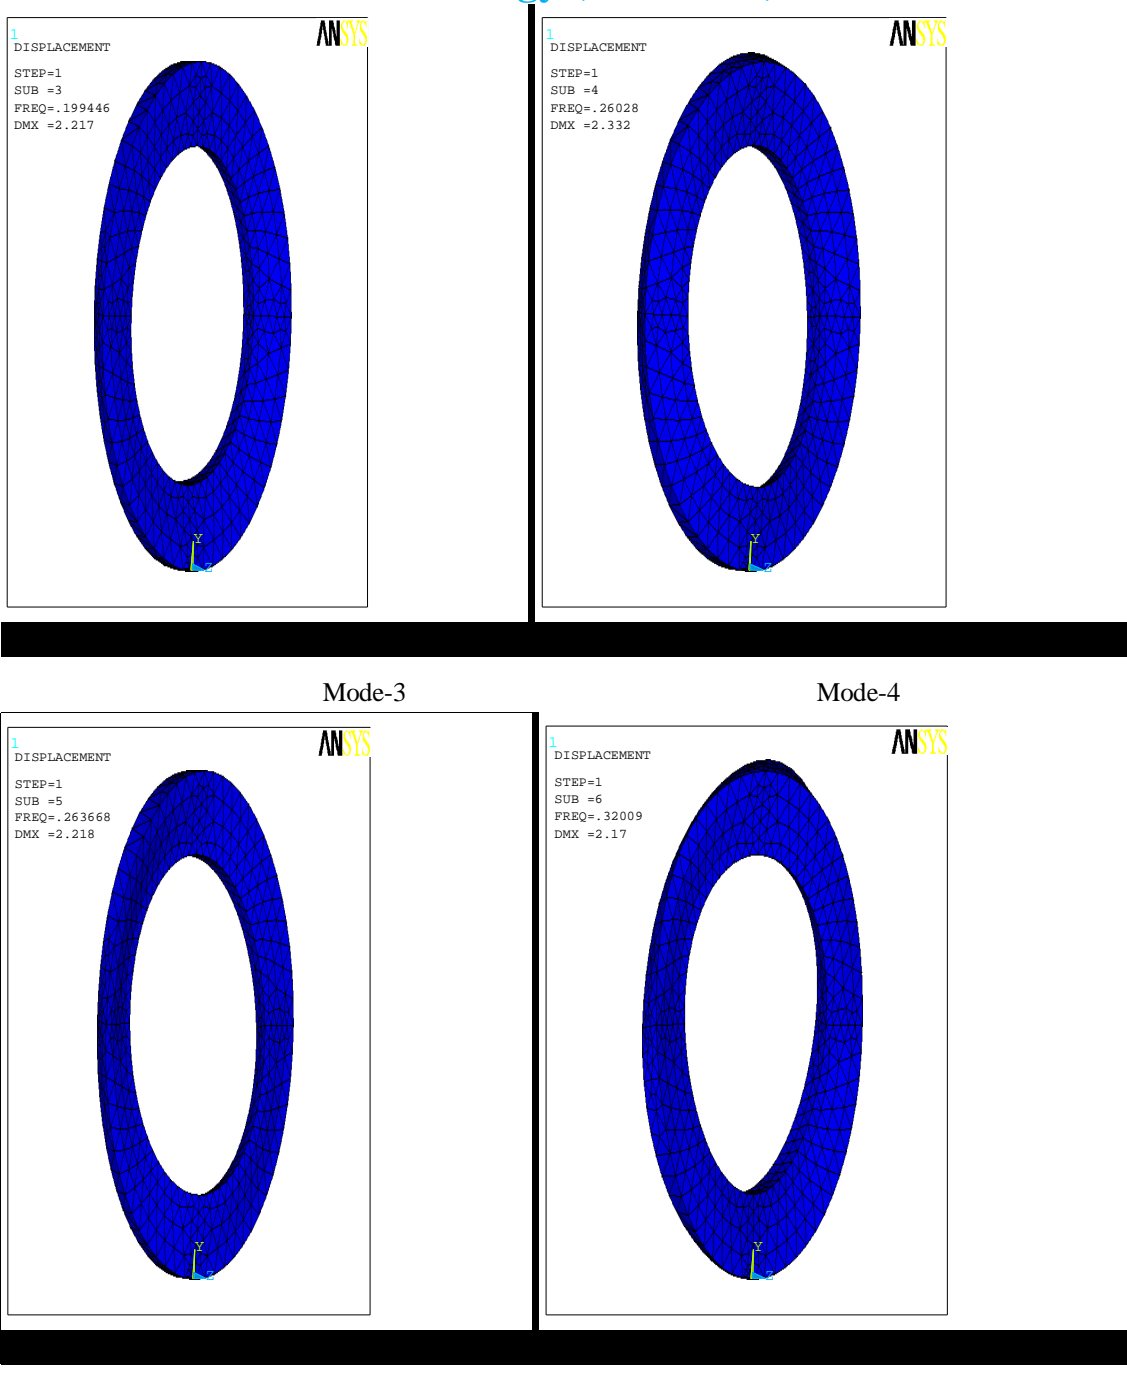 1
ANSYS
DISPLACEMENT
STEP=1
SUB =3
FREQ=.199446
DMX =2.217
Y
Z
1
ANSYS
DISPLACEMENT
STEP=1
SUB =4
FREQ=.26028
DMX =2.332
Y
Z
Mode-3
Mode-4
1
ANSYS
DISPLACEMENT
STEP=1
SUB =5
FREQ=.263668
DMX =2.218
Y
Z
1
ANSYS
DISPLACEMENT
STEP=1
SUB =6
FREQ=.32009
DMX =2.17
Y
Z